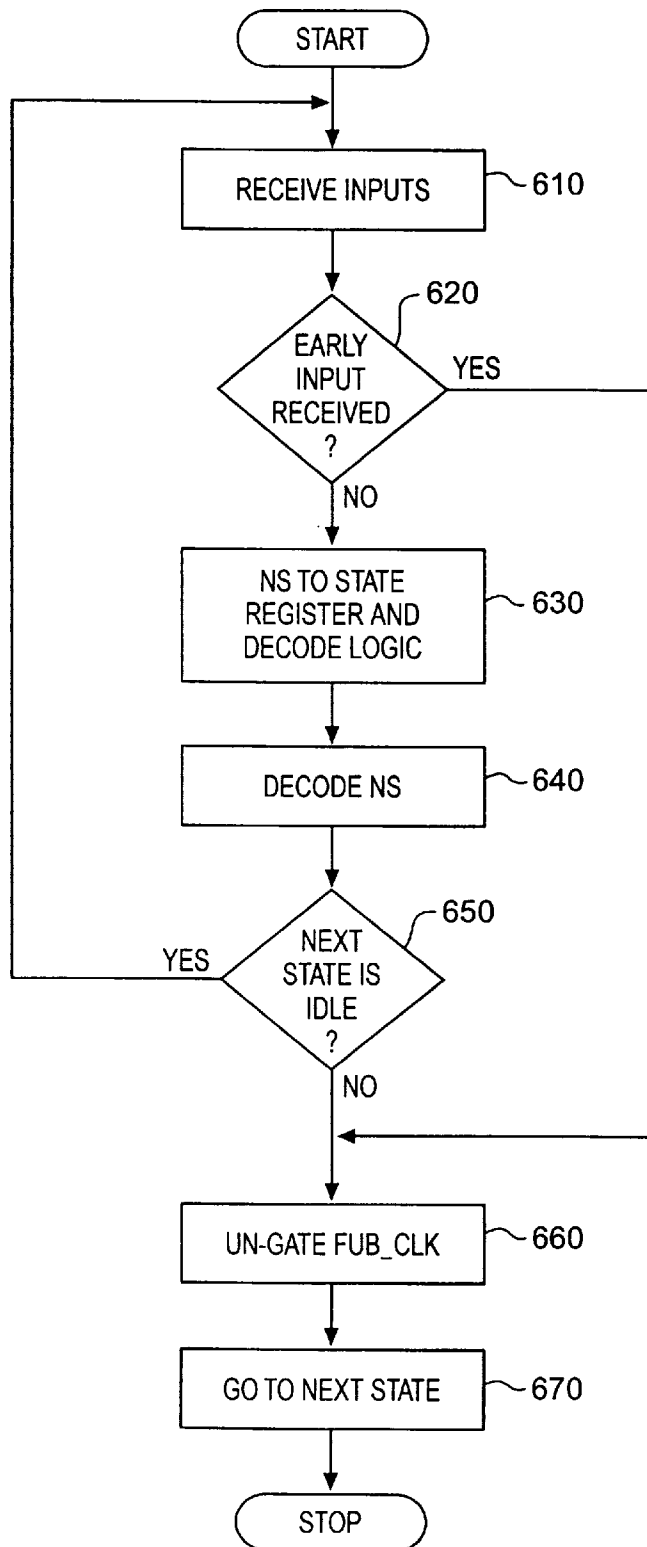 START
RECEIVE INPUTS
610
620
EARLY
INPUT
RECEIVED
?
YES
NO
NS TO STATE
REGISTER AND
DECODE LOGIC
630
DECODE NS
640
650
NEXT
STATE IS
IDLE
?
YES
NO
UN-GATE FUB_CLK
660
GO TO NEXT STATE
670
STOP